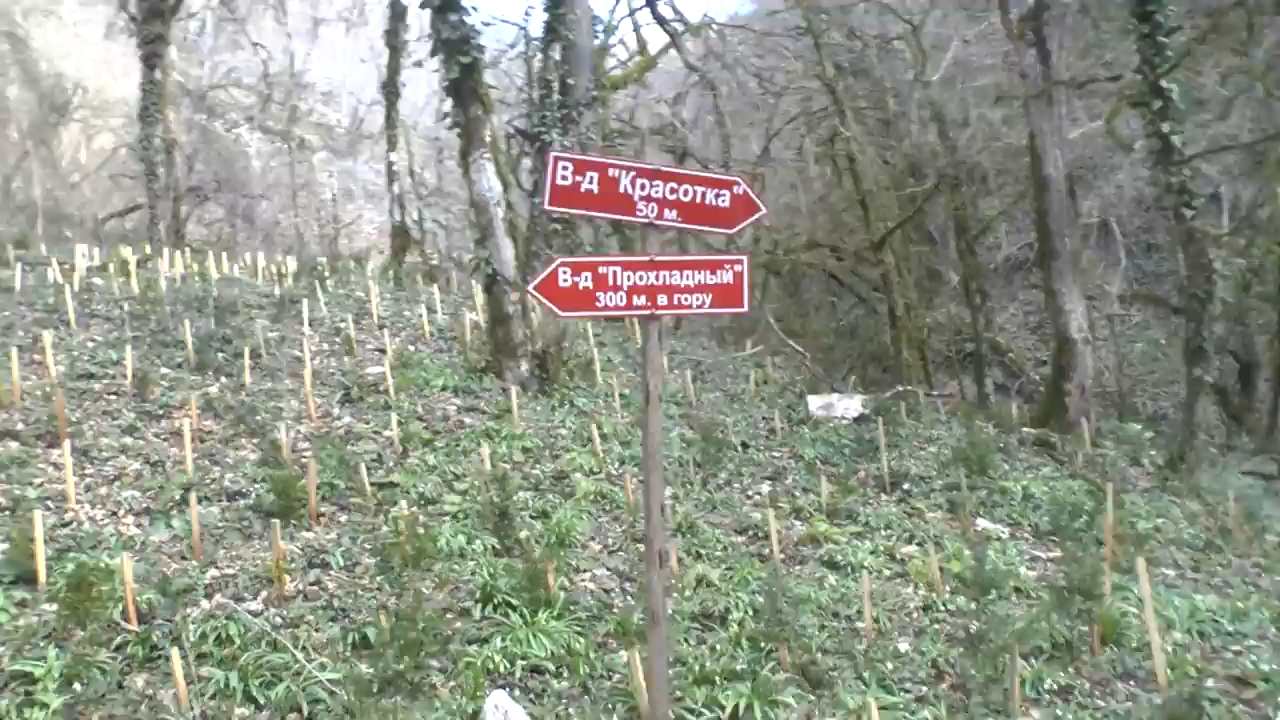 В-д "Красотка"
50 м.
В-д "Прохладный"
300 м. в гору